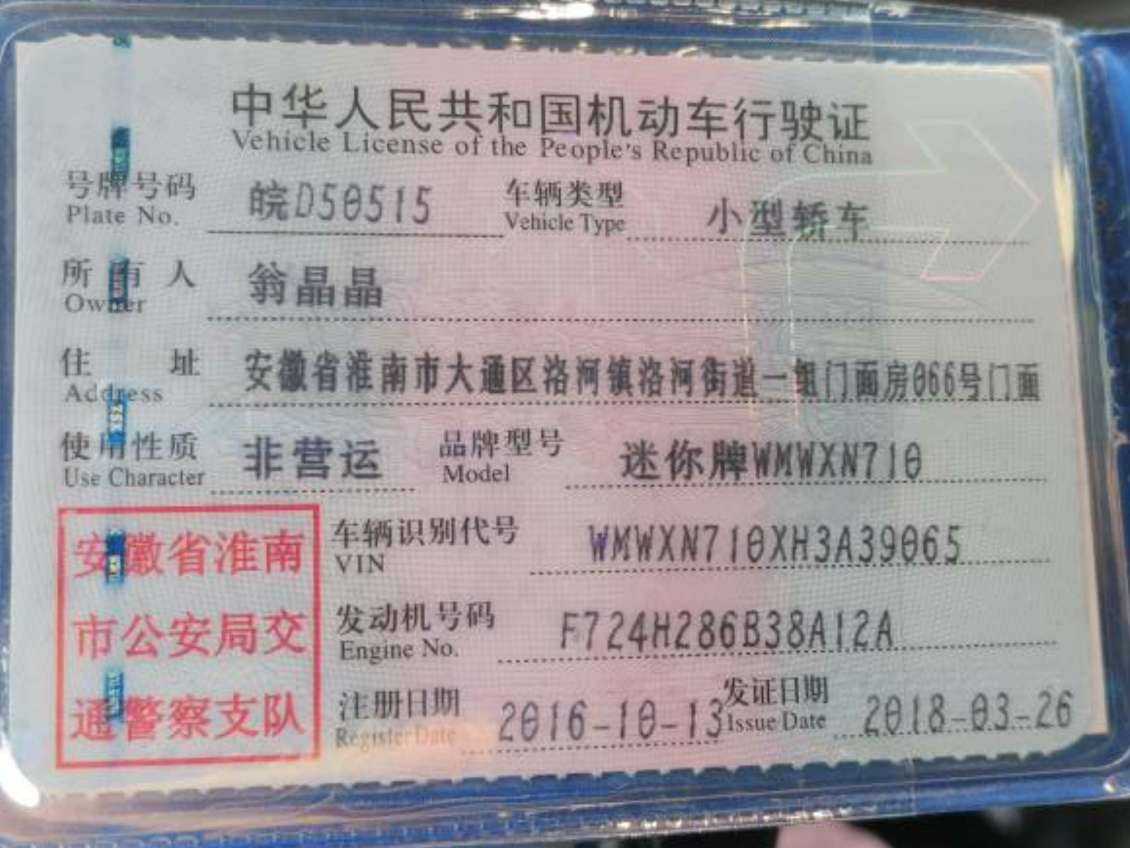 中华人民共和国机动车行驶证
Vehicle License of the People's Republic of China
号牌号码 皖D50515 车辆类型 小型轿车
Plate No. Vehicle Type
所有人 翁晶晶
Owner
住址 安徽省淮南市大通区洛河镇洛河街道一组门面房066号门面
Address
使用性质 非营运 品牌型号 迷你牌WMWXN710
Use Character Model
安徽省淮南
市公安局交
通警察支队
车辆识别代号 WMWXN710XH3A39065
VIN
发动机号码 F724H286B38A12A
Engine No.
注册日期 2016-10-13 发证日期 2018-03-26
Register Date Issue Date